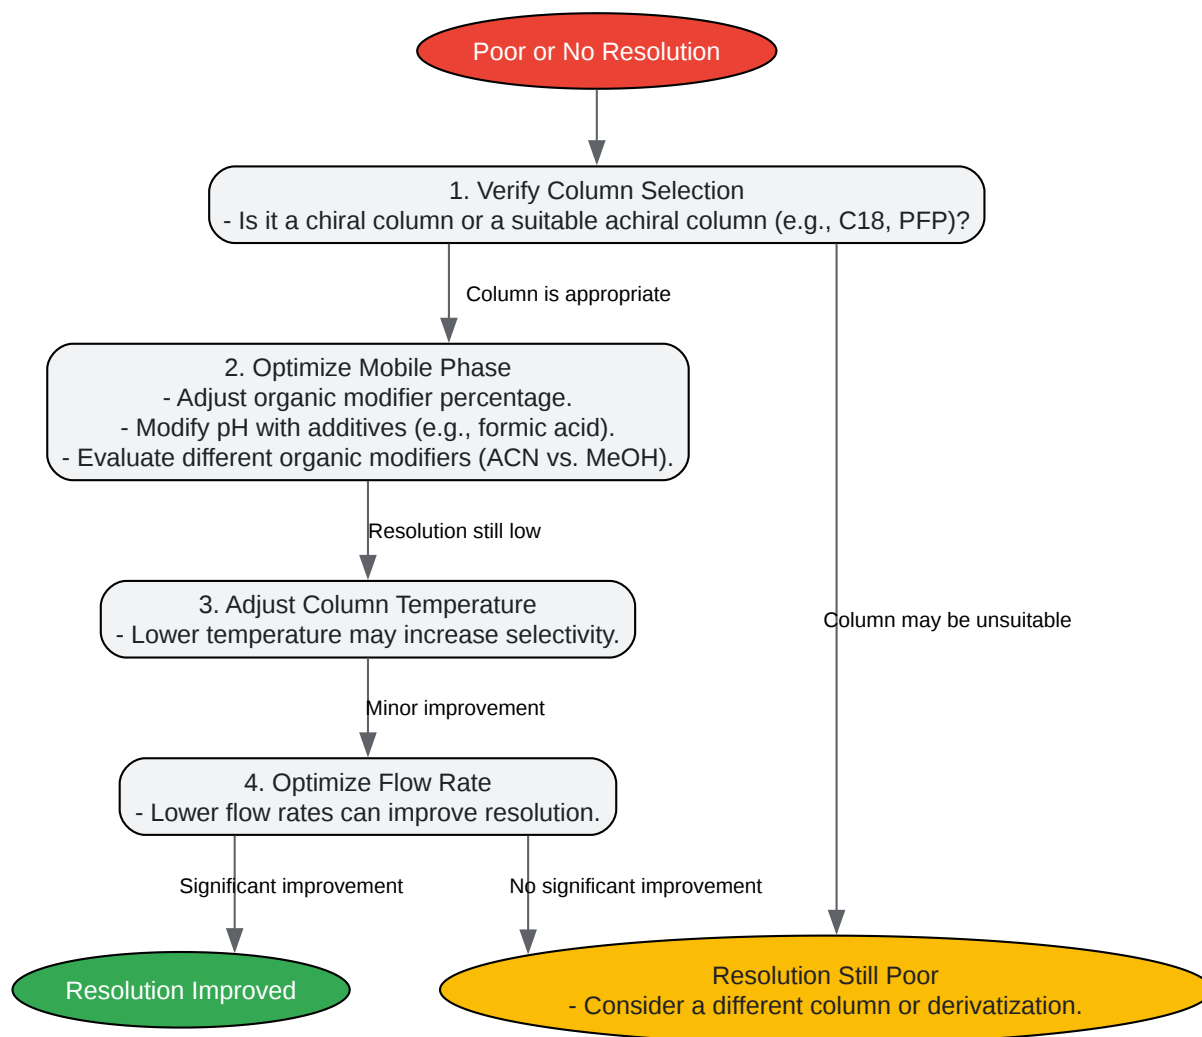 Poor or No Resolution
1. Verify Column Selection
- Is it a chiral column or a suitable achiral column (e.g., C18, PFP)?
Column is appropriate
2. Optimize Mobile Phase
- Adjust organic modifier percentage.
- Modify pH with additives (e.g., formic acid).
- Evaluate different organic modifiers (ACN vs. MeOH).
Resolution still low
3. Adjust Column Temperature
- Lower temperature may increase selectivity.
Column may be unsuitable
Minor improvement
4. Optimize Flow Rate
- Lower flow rates can improve resolution.
Significant improvement
No significant improvement
Resolution Improved
Resolution Still Poor
- Consider a different column or derivatization.